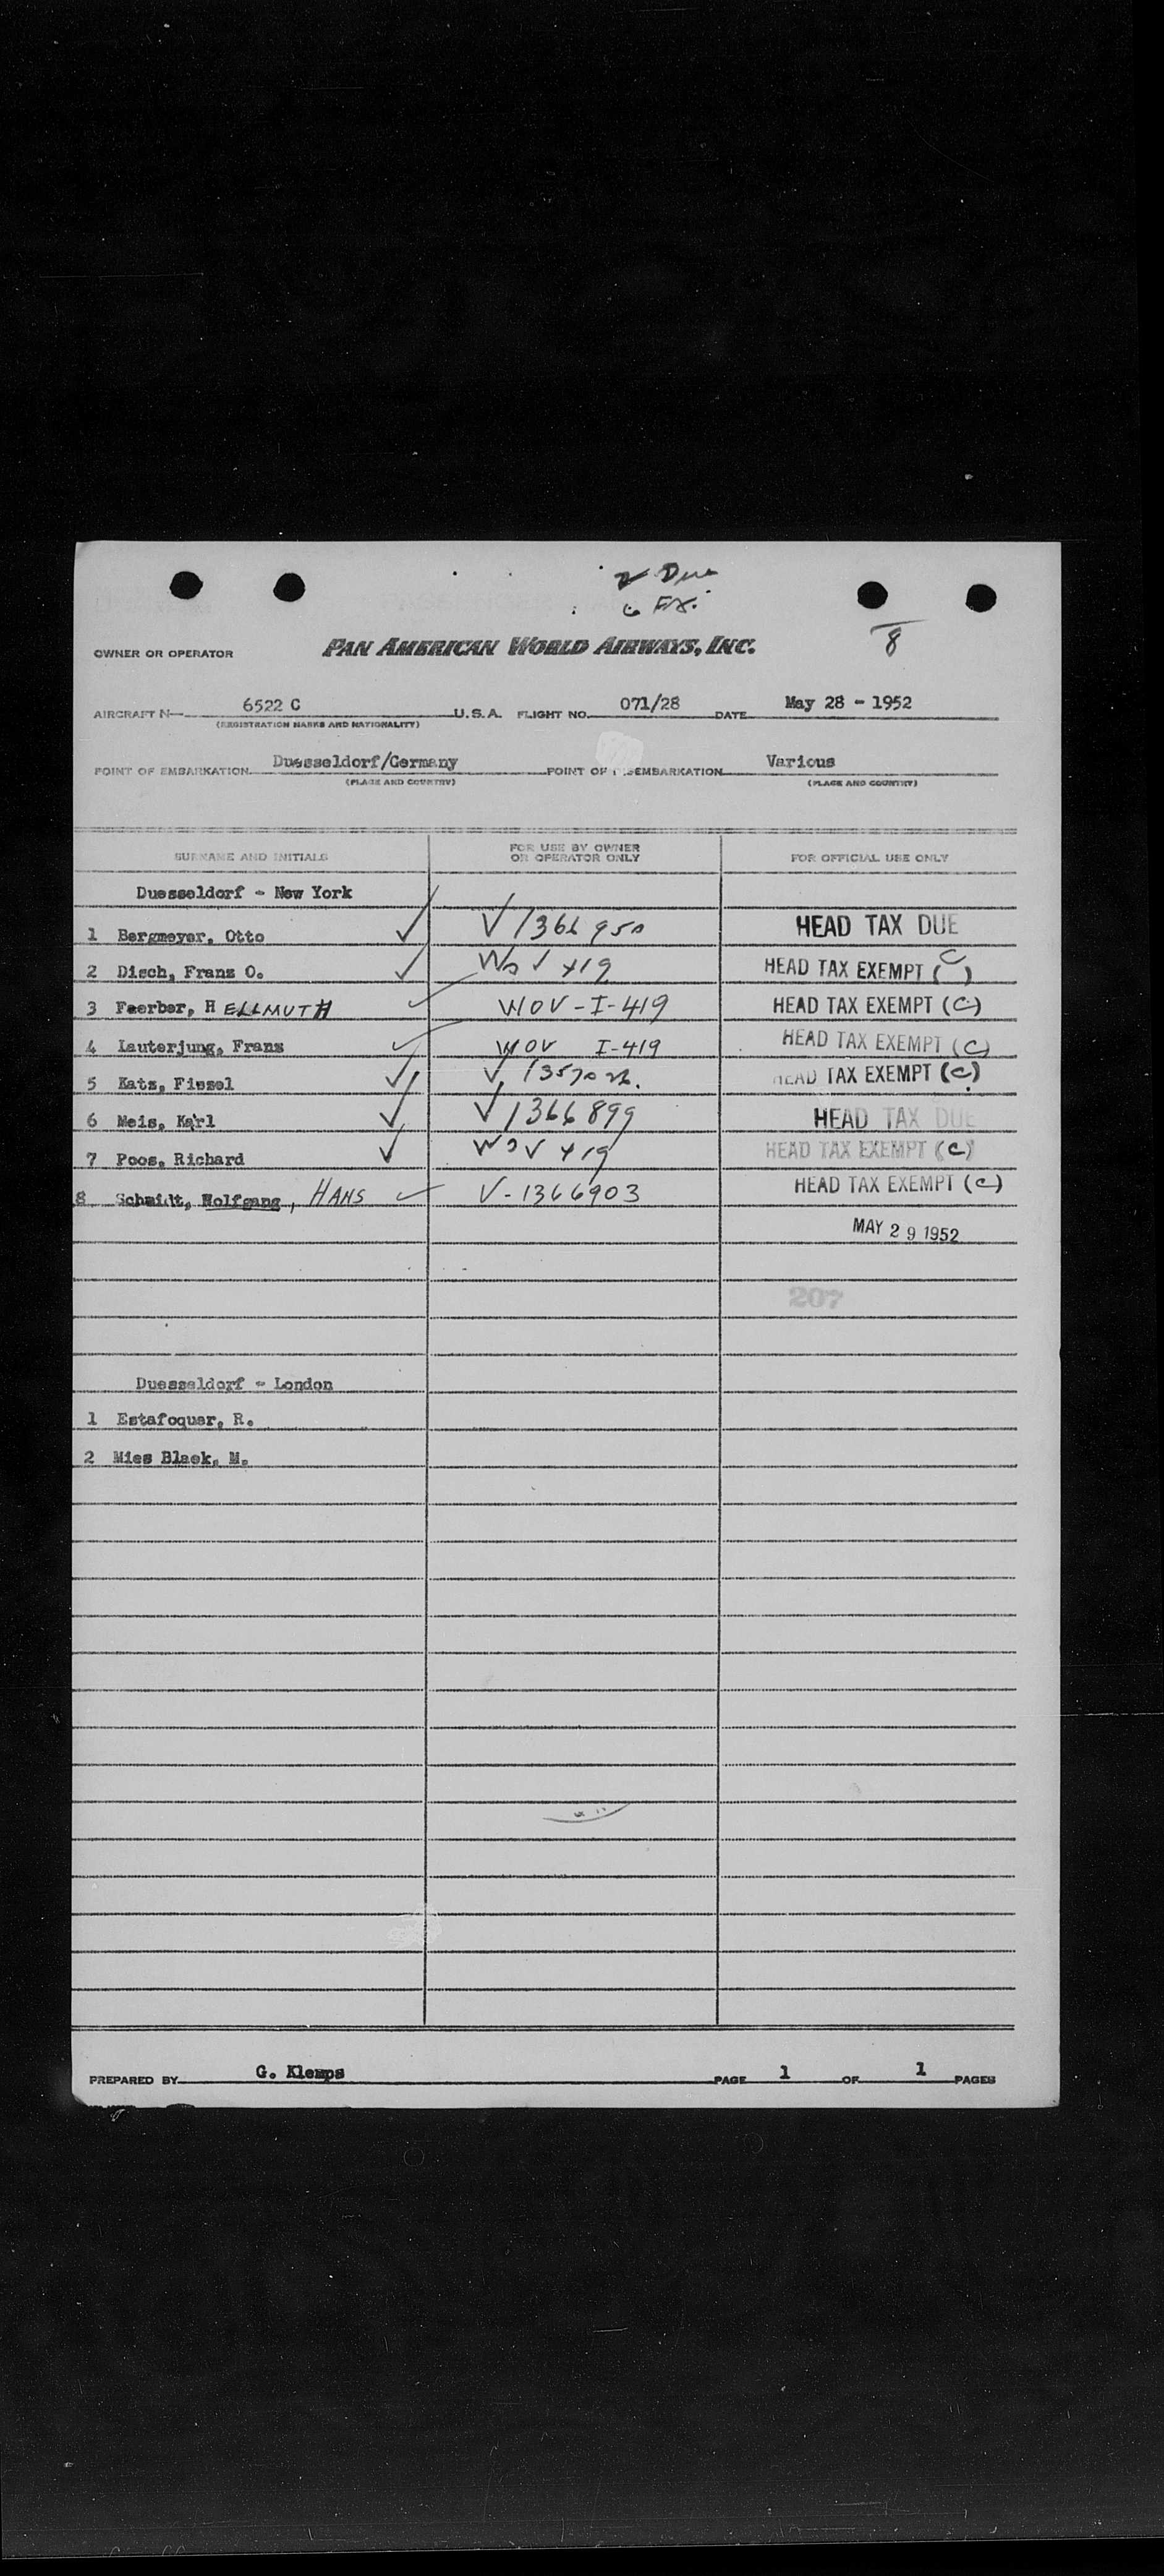 2 Due
6 Ex.
8
OWNER OR OPERATOR PAN AMERICAN WORLD AIRWAYS, INC.
AIRCRAFT N— 6522 C U.S.A. FLIGHT NO. 071/28 DATE May 28 - 1952
(REGISTRATION MARKS AND NATIONALITY)
POINT OF EMBARKATION Duesseldorf/Germany POINT OF DISEMBARKATION Various
(PLACE AND COUNTRY) (PLACE AND COUNTRY)
SURNAME AND INITIALS FOR USE BY OWNER OR OPERATOR ONLY FOR OFFICIAL USE ONLY
Duesseldorf - New York
1 Bergmeyer, Otto V 1366950 HEAD TAX DUE
2 Disch, Franz O. WOV 419 HEAD TAX EXEMPT (C)
3 Faerber, HELLMUTH WOV-I-419 HEAD TAX EXEMPT (C)
4 Lauterjung, Franz WOV I-419 HEAD TAX EXEMPT (C)
5 Katz, Fissel V 1357026. HEAD TAX EXEMPT (C)
6 Meis, Karl V 1366899 HEAD TAX DUE
7 Poos, Richard WOV 419 HEAD TAX EXEMPT (C)
8 Schmidt, Wolfgang, HANS V-1366903 HEAD TAX EXEMPT (C)
MAY 29 1952
207
Duesseldorf - London
1 Estafoquer, R.
2 Miss Blaek, M.
PREPARED BY G. Klemps PAGE 1 OF 1 PAGES